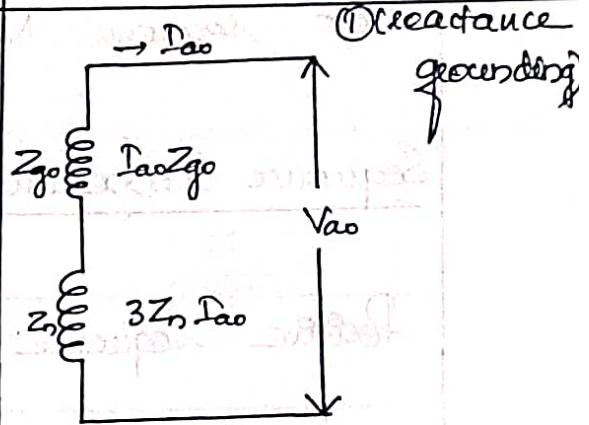 ① reactance
grounding
→ Iao
Zgo IaoZgo
Vao
Zn 3Zn Iao